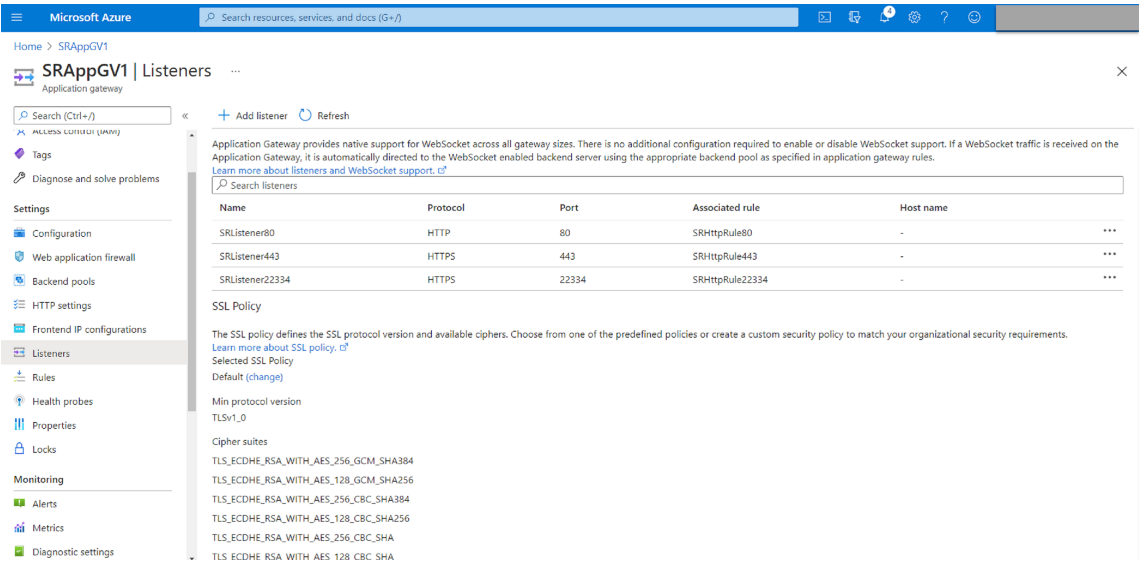 Microsoft Azure
Search resources, services, and docs (G+/)
4
Home > SRAppGV1
SRAppGV1 | Listeners ...
Application gateway
Search (Ctrl+/)
«
Access control (IAM)
Tags
Diagnose and solve problems
Settings
Configuration
Web application firewall
Backend pools
HTTP settings
Frontend IP configurations
Listeners
Rules
Health probes
Properties
Locks
Monitoring
Alerts
Metrics
Diagnostic settings
+ Add listener Refresh
Application Gateway provides native support for WebSocket across all gateway sizes. There is no additional configuration required to enable or disable WebSocket support. If a WebSocket traffic is received on the
Application Gateway, it is automatically directed to the WebSocket enabled backend server using the appropriate backend pool as specified in application gateway rules.
Learn more about listeners and WebSocket support.
Search listeners
Name Protocol Port Associated rule Host name
SRListener80 HTTP 80 SRHttpRule80 - ...
SRListener443 HTTPS 443 SRHttpRule443 - ...
SRListener22334 HTTPS 22334 SRHttpRule22334 - ...
SSL Policy
The SSL policy defines the SSL protocol version and available ciphers. Choose from one of the predefined policies or create a custom security policy to match your organizational security requirements.
Learn more about SSL policy.
Selected SSL Policy
Default (change)
Min protocol version
TLSv1_0
Cipher suites
TLS_ECDHE_RSA_WITH_AES_256_GCM_SHA384
TLS_ECDHE_RSA_WITH_AES_128_GCM_SHA256
TLS_ECDHE_RSA_WITH_AES_256_CBC_SHA384
TLS_ECDHE_RSA_WITH_AES_128_CBC_SHA256
TLS_ECDHE_RSA_WITH_AES_256_CBC_SHA
TLS_ECDHE_RSA_WITH_AES_128_CBC_SHA